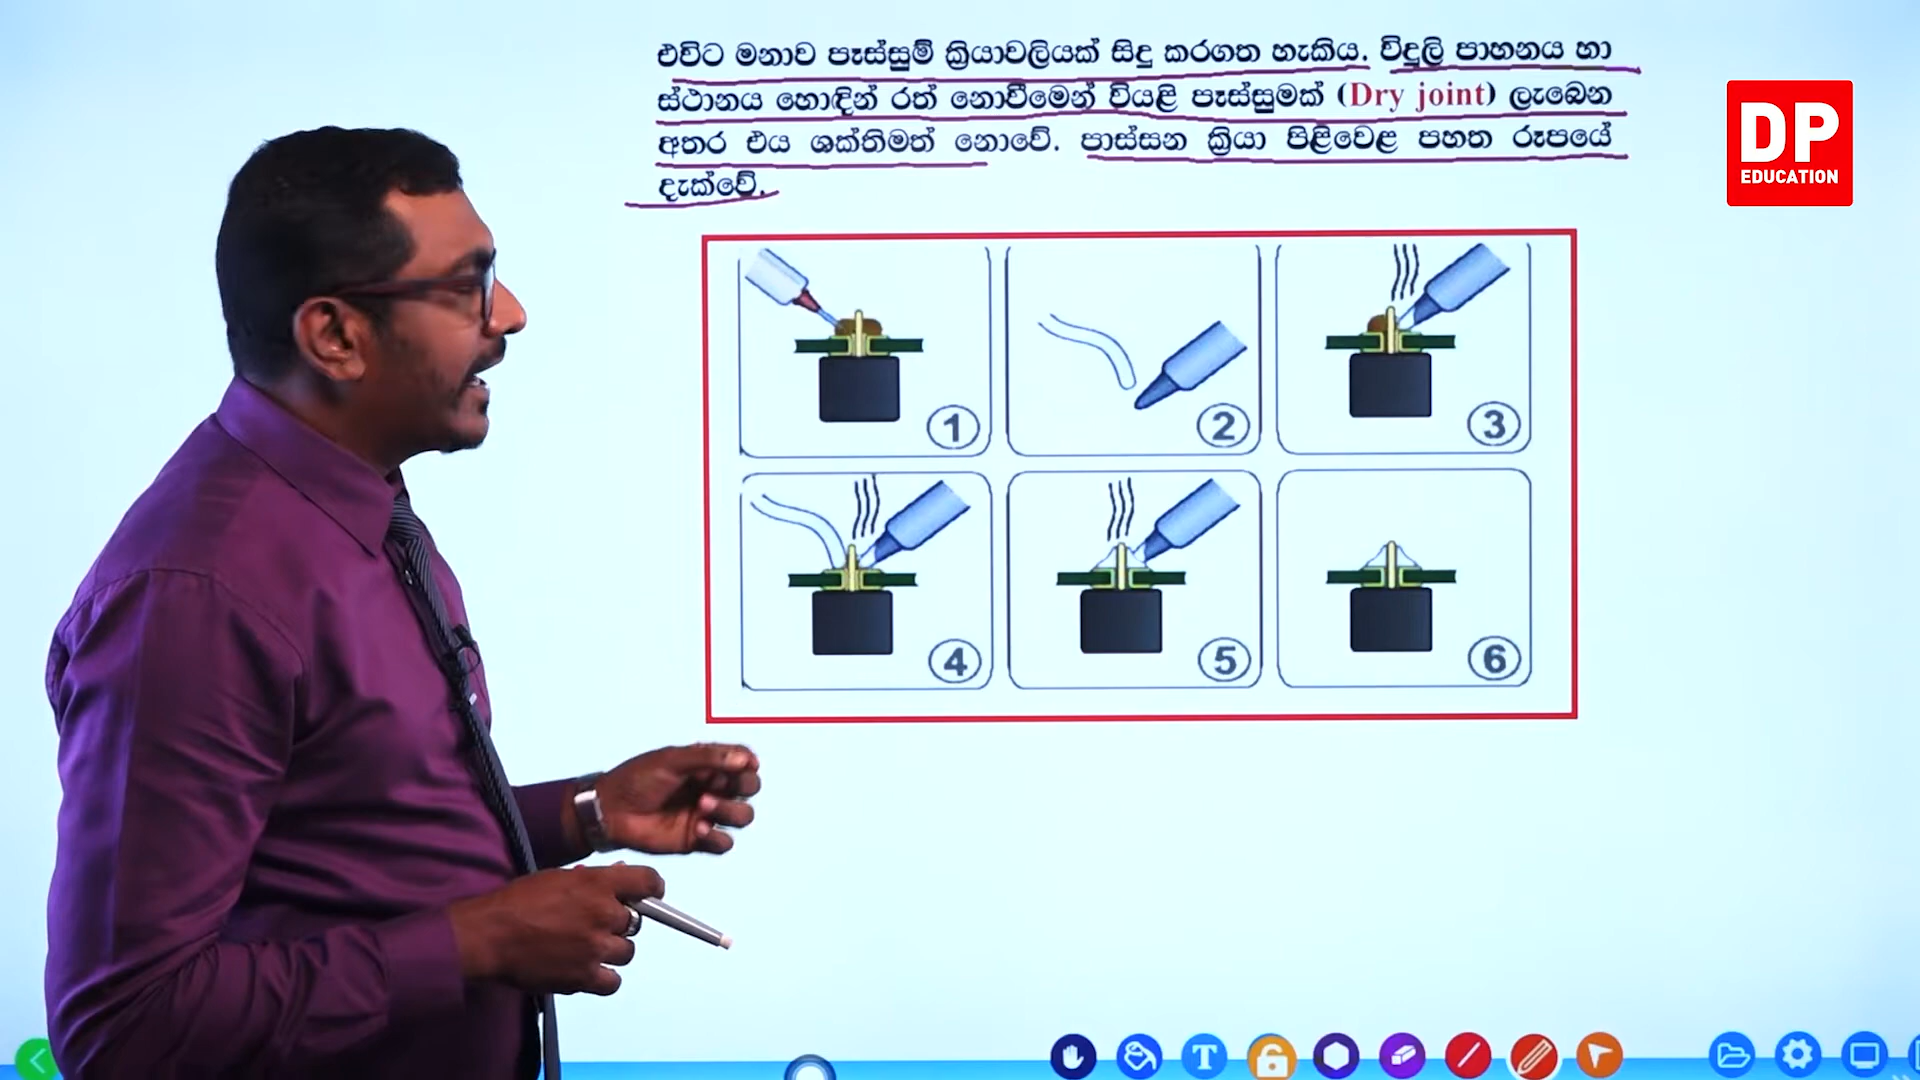 එවිට මනාව පෑස්සුම් ක්‍රියාවලියක් සිදු කරගත හැකිය. විදුලි පාහනය හා
ස්ථානය හොඳින් රත් නොවීමෙන් වියළි පෑස්සුමක් (Dry joint) ලැබෙන
අතර එය ශක්තිමත් නොවේ. පාස්සන ක්‍රියා පිළිවෙළ පහත රූපයේ
දැක්වේ.
DP
EDUCATION
1
2
3
4
5
6
T